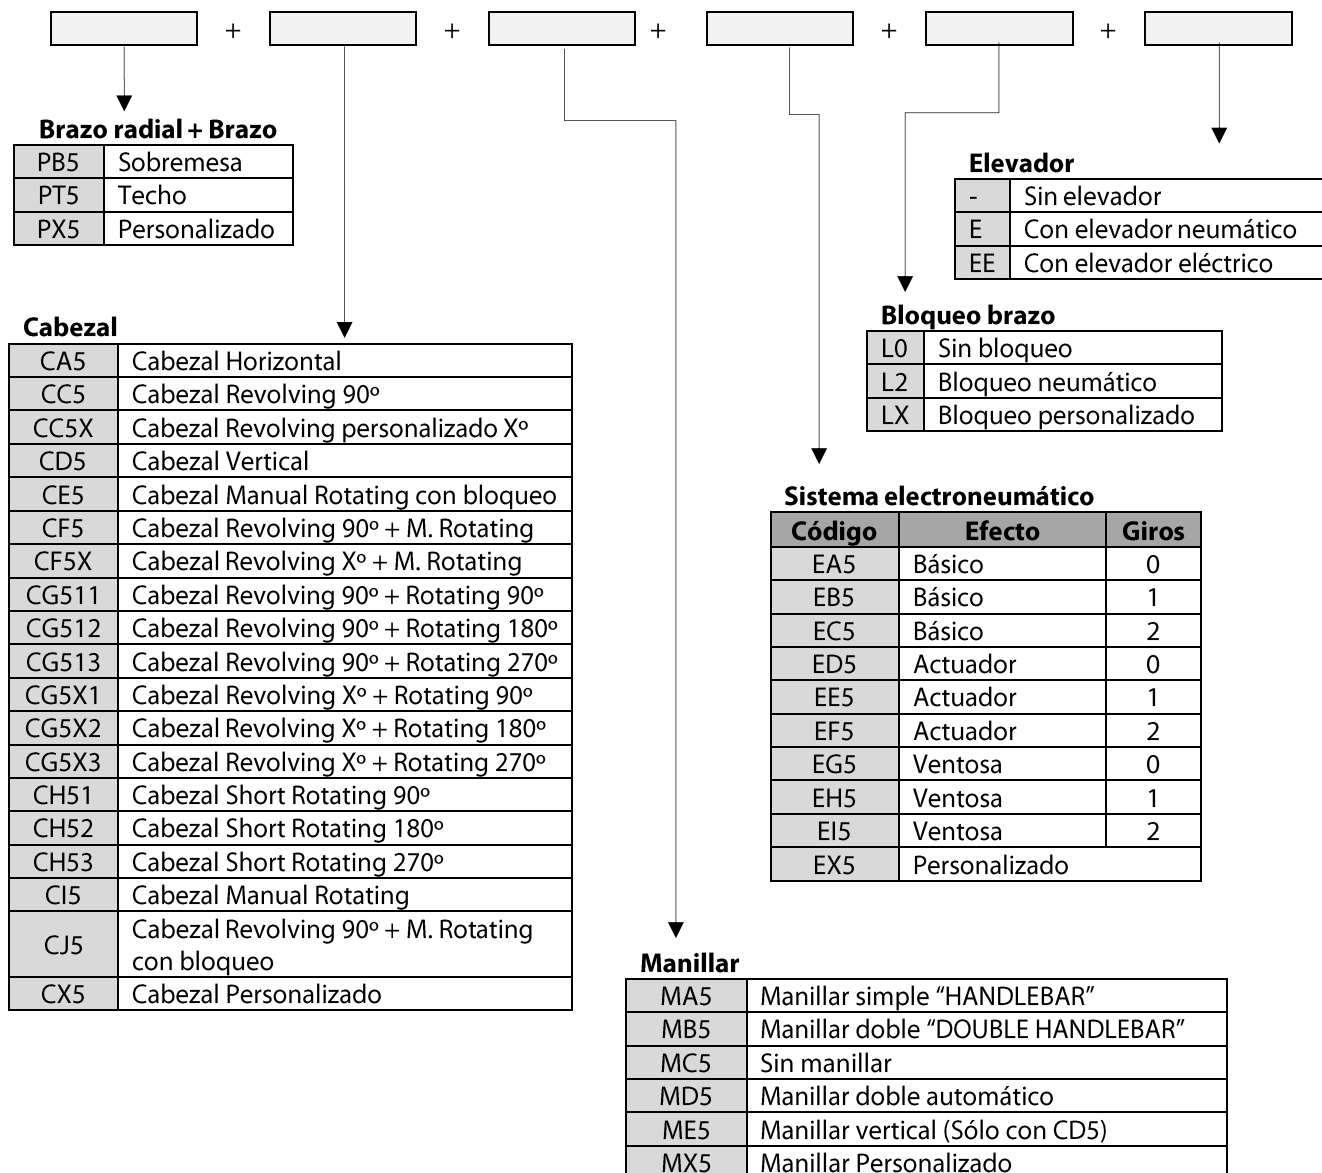 + + + + +
Brazo radial + Brazo
PB5 Sobremesa
PT5 Techo
PX5 Personalizado
Elevador
- Sin elevador
E Con elevador neumático
EE Con elevador eléctrico
Cabezal
CA5 Cabezal Horizontal
CC5 Cabezal Revolving 90º
CC5X Cabezal Revolving personalizado Xº
CD5 Cabezal Vertical
CE5 Cabezal Manual Rotating con bloqueo
CF5 Cabezal Revolving 90º + M. Rotating
CF5X Cabezal Revolving Xº + M. Rotating
CG511 Cabezal Revolving 90º + Rotating 90º
CG512 Cabezal Revolving 90º + Rotating 180º
CG513 Cabezal Revolving 90º + Rotating 270º
CG5X1 Cabezal Revolving Xº + Rotating 90º
CG5X2 Cabezal Revolving Xº + Rotating 180º
CG5X3 Cabezal Revolving Xº + Rotating 270º
CH51 Cabezal Short Rotating 90º
CH52 Cabezal Short Rotating 180º
CH53 Cabezal Short Rotating 270º
CI5 Cabezal Manual Rotating
CJ5 Cabezal Revolving 90º + M. Rotating
con bloqueo
CX5 Cabezal Personalizado
Bloqueo brazo
L0 Sin bloqueo
L2 Bloqueo neumático
LX Bloqueo personalizado
Sistema electroneumático
Código Efecto Giros
EA5 Básico 0
EB5 Básico 1
EC5 Básico 2
ED5 Actuador 0
EE5 Actuador 1
EF5 Actuador 2
EG5 Ventosa 0
EH5 Ventosa 1
EI5 Ventosa 2
EX5 Personalizado
Manillar
MA5 Manillar simple “HANDLEBAR”
MB5 Manillar doble “DOUBLE HANDLEBAR”
MC5 Sin manillar
MD5 Manillar doble automático
ME5 Manillar vertical (Sólo con CD5)
MX5 Manillar Personalizado